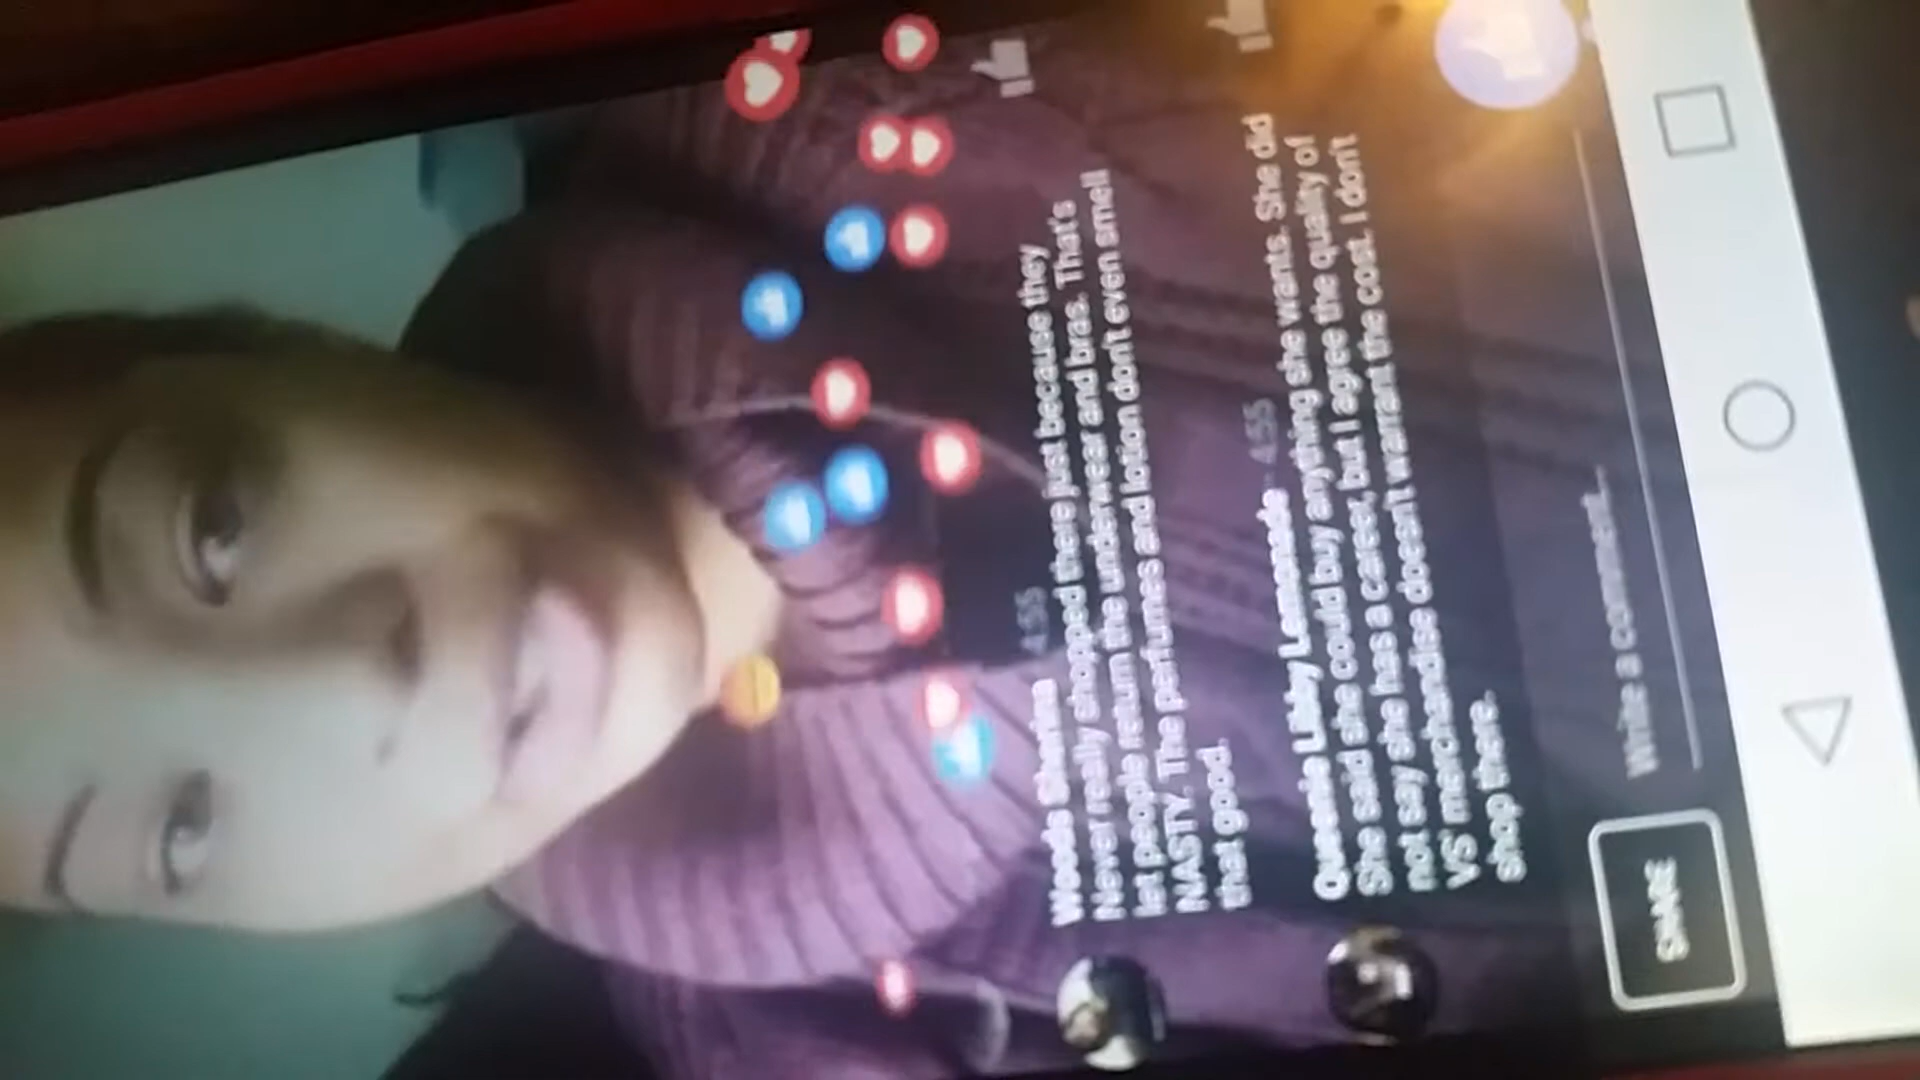 Woods Sherina 4:55
Never really shopped there just because they
let people return the underwear and bras. That's
NASTY. The perfumes and lotion don't even smell
that good.
Queenie Libby Lemonade - 4:55
She said she could buy anything she wants. She did
not say she has a career, but I agree the quality of
VS' merchandise doesn't warrant the cost. I don't
shop there.
Write a comment...
SHARE